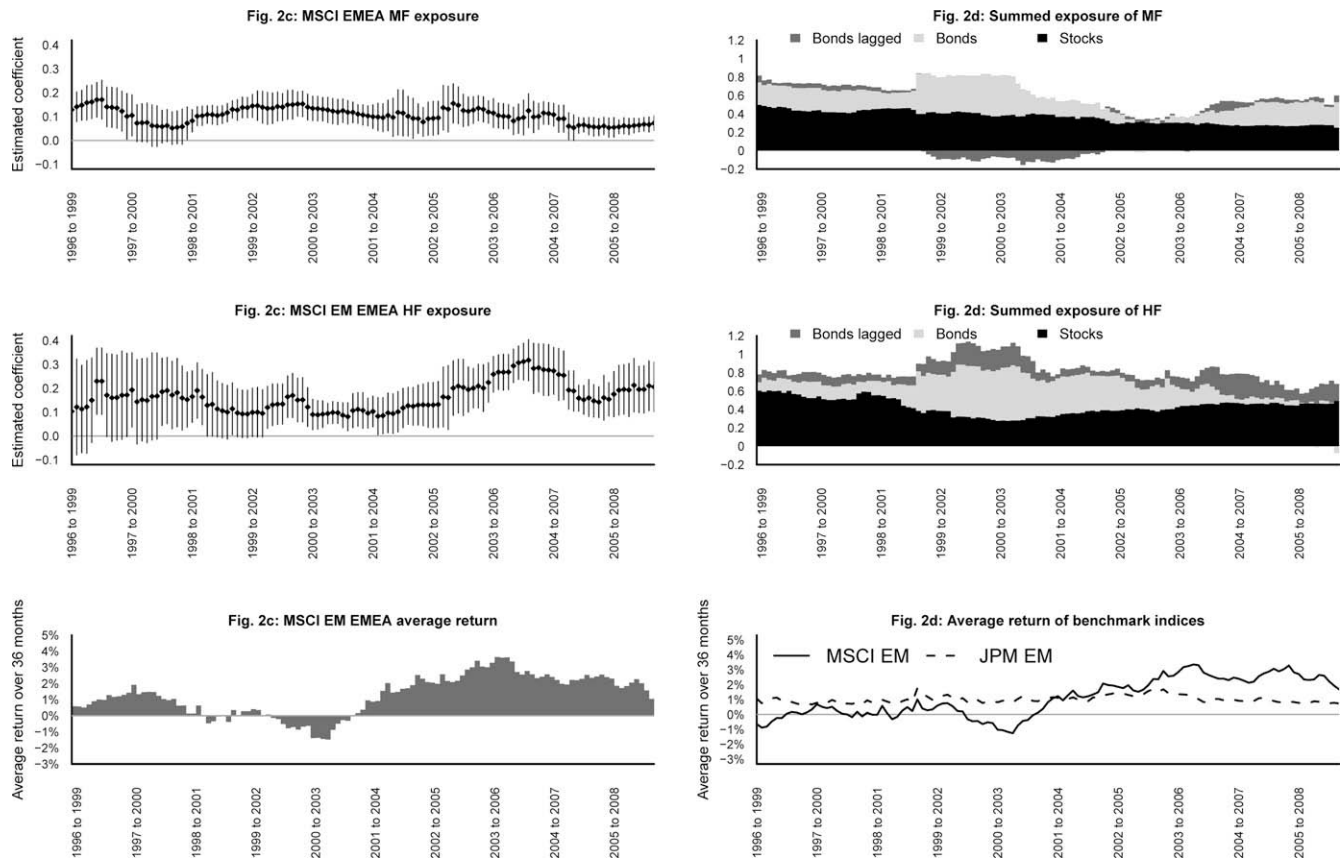 Fig. 2c: MSCI EMEA MF exposure
Estimated coefficient
0.4
0.3
0.2
0.1
0.0
−0.1
1996 to 1999
1997 to 2000
1998 to 2001
1999 to 2002
2000 to 2003
2001 to 2004
2002 to 2005
2003 to 2006
2004 to 2007
2005 to 2008
Fig. 2d: Summed exposure of MF
Bonds lagged Bonds Stocks
1.2
1
0.8
0.6
0.4
0.2
0
−0.2
1996 to 1999
1997 to 2000
1998 to 2001
1999 to 2002
2000 to 2003
2001 to 2004
2002 to 2005
2003 to 2006
2004 to 2007
2005 to 2008
Fig. 2c: MSCI EM EMEA HF exposure
Estimated coefficient
0.4
0.3
0.2
0.1
0.0
−0.1
1996 to 1999
1997 to 2000
1998 to 2001
1999 to 2002
2000 to 2003
2001 to 2004
2002 to 2005
2003 to 2006
2004 to 2007
2005 to 2008
Fig. 2d: Summed exposure of HF
Bonds lagged Bonds Stocks
1.2
1
0.8
0.6
0.4
0.2
0
−0.2
1996 to 1999
1997 to 2000
1998 to 2001
1999 to 2002
2000 to 2003
2001 to 2004
2002 to 2005
2003 to 2006
2004 to 2007
2005 to 2008
Fig. 2c: MSCI EM EMEA average return
Average return over 36 months
5%
4%
3%
2%
1%
0%
−1%
−2%
−3%
1996 to 1999
1997 to 2000
1998 to 2001
1999 to 2002
2000 to 2003
2001 to 2004
2002 to 2005
2003 to 2006
2004 to 2007
2005 to 2008
Fig. 2d: Average return of benchmark indices
MSCI EM JPM EM
Average return over 36 months
5%
4%
3%
2%
1%
0%
−1%
−2%
−3%
1996 to 1999
1997 to 2000
1998 to 2001
1999 to 2002
2000 to 2003
2001 to 2004
2002 to 2005
2003 to 2006
2004 to 2007
2005 to 2008